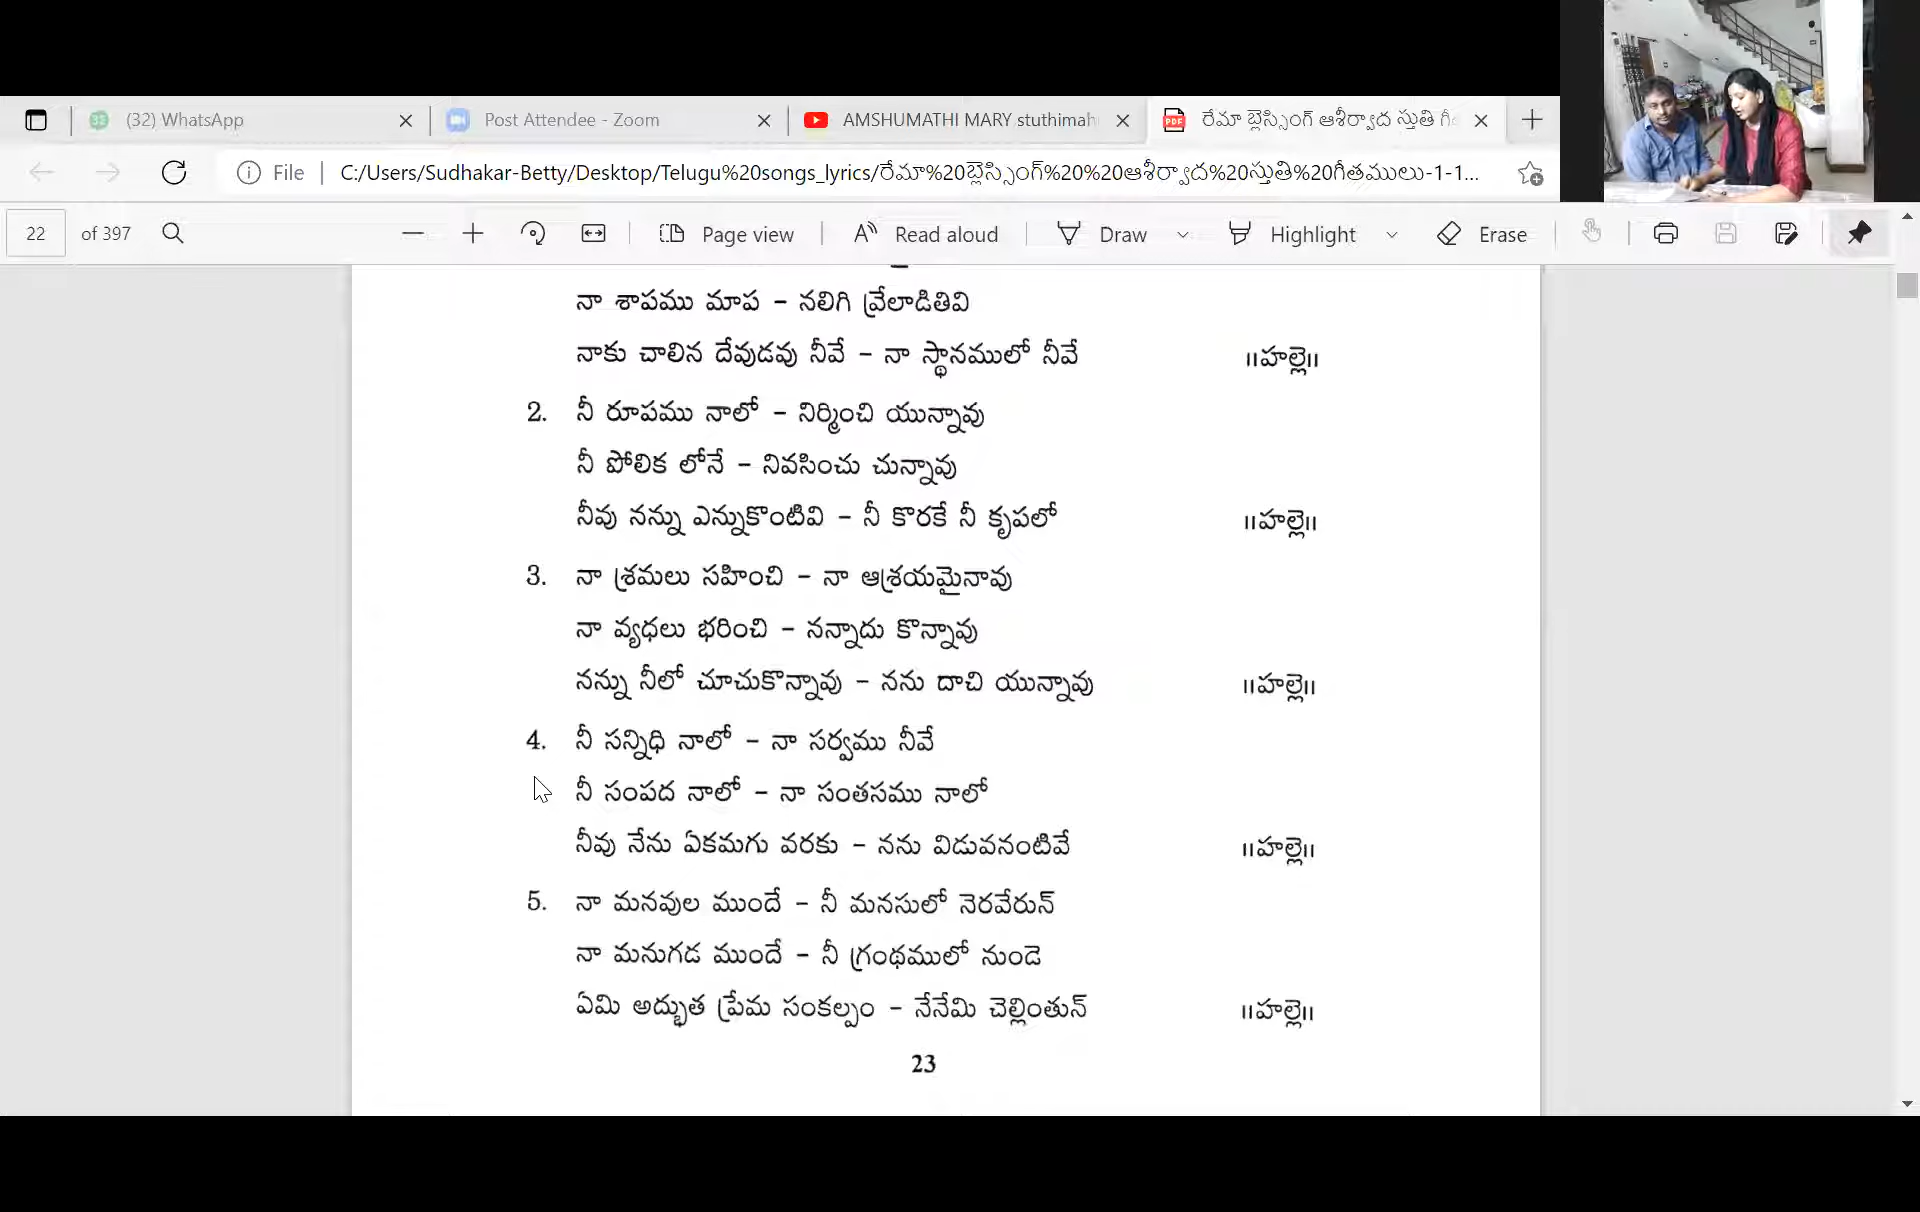 (32) WhatsApp
Post Attendee - Zoom
AMSHUMATHI MARY stuthimah
రేమా బ్లెస్సింగ్ ఆశీర్వాద స్తుతి గీ
File
C:/Users/Sudhakar-Betty/Desktop/Telugu%20songs_lyrics/రేమా%20బ్లెస్సింగ్%20%20ఆశీర్వాద%20స్తుతి%20గీతములు-1-1...
22 of 397
Page view
Read aloud
Draw
Highlight
Erase
నా శాపము మాప - నలిగి వ్రేలాడితివి
నాకు చాలిన దేవుడవు నీవే - నా స్థానములో నీవే ॥హల్లె॥
2. నీ రూపము నాలో - నిర్మించి యున్నావు
నీ పోలిక లోనే - నివసించు చున్నావు
నీవు నన్ను ఎన్నుకొంటివి - నీ కొరకే నీ కృపలో ॥హల్లె॥
3. నా శ్రమలు సహించి - నా ఆశ్రయమైనావు
నా వ్యధలు భరించి - నన్నాదు కొన్నావు
నన్ను నీలో చూచుకొన్నావు - నను దాచి యున్నావు ॥హల్లె॥
4. నీ సన్నిధి నాలో - నా సర్వము నీవే
నీ సంపద నాలో - నా సంతసము నాలో
నీవు నేను ఏకమగు వరకు - నను విడువనంటివే ॥హల్లె॥
5. నా మనవుల ముందే - నీ మనసులో నెరవేరున్
నా మనుగడ ముందే - నీ గ్రంథములో నుండె
ఏమి అద్భుత ప్రేమ సంకల్పం - నేనేమి చెల్లింతున్ ॥హల్లె॥
23